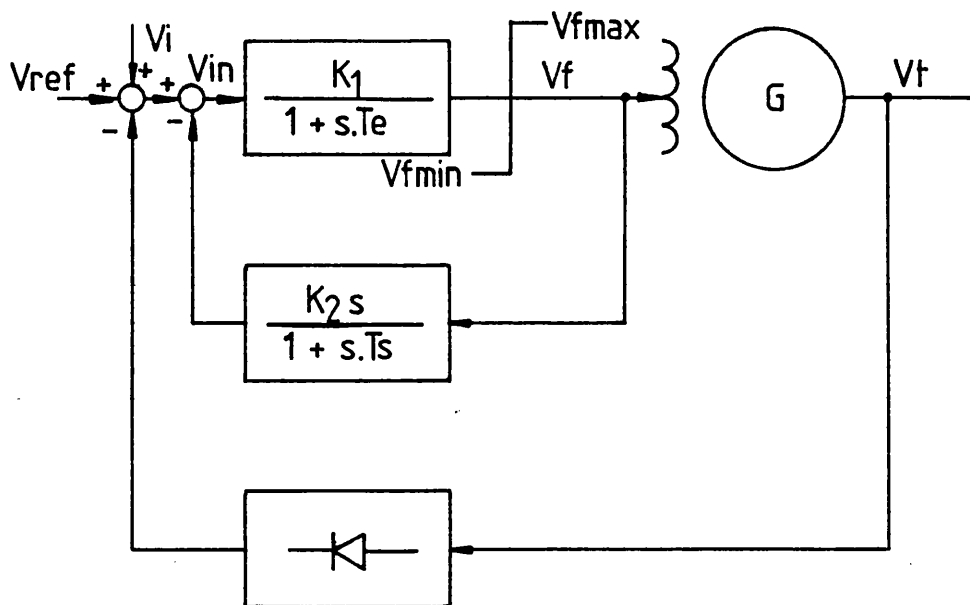 Vi
Vfmax
Vref
+
+
+
Vin
K1
1 + s.Te
Vf
G
Vt
-
-
Vfmin
K2 s
1 + s.Ts